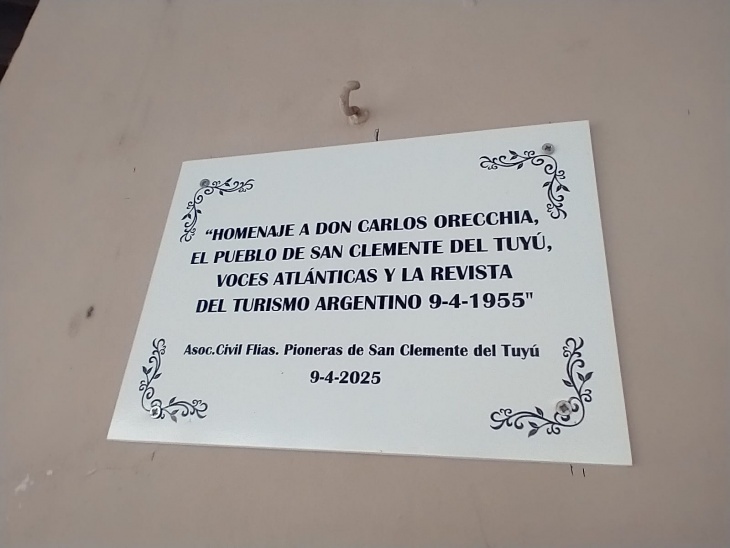 “HOMENAJE A DON CARLOS ORECCHIA,
EL PUEBLO DE SAN CLEMENTE DEL TUYÚ,
VOCES ATLÁNTICAS Y LA REVISTA
DEL TURISMO ARGENTINO 9-4-1955"
Asoc.Civil Flias. Pioneras de San Clemente del Tuyú
9-4-2025